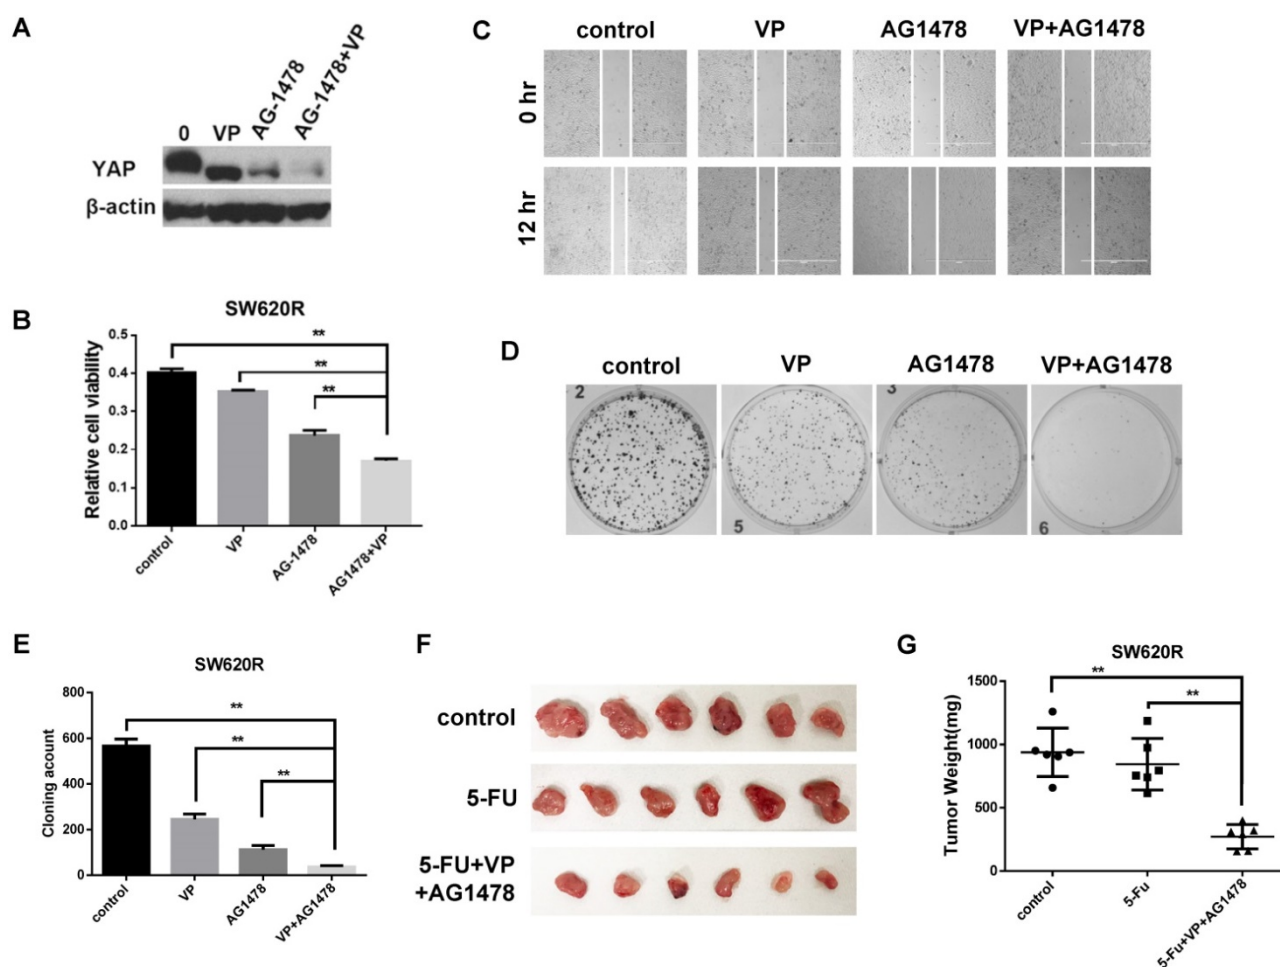 A
0 VP AG-1478 AG-1478+VP
YAP
β-actin
B
SW620R
Relative cell viability
0.5
0.4
0.3
0.2
0.1
0.0
**
**
**
control VP AG-1478 AG1478+VP
C
control VP AG1478 VP+AG1478
0 hr
12 hr
D
control VP AG1478 VP+AG1478
2 3
5 6
E
SW620R
Cloning acount
800
600
400
200
0
**
**
**
control VP AG1478 VP+AG1478
F
control
5-FU
5-FU+VP
+AG1478
G
SW620R
Tumor Weight(mg)
1500
1000
500
0
**
**
control 5-Fu 5-Fu+VP+AG1478